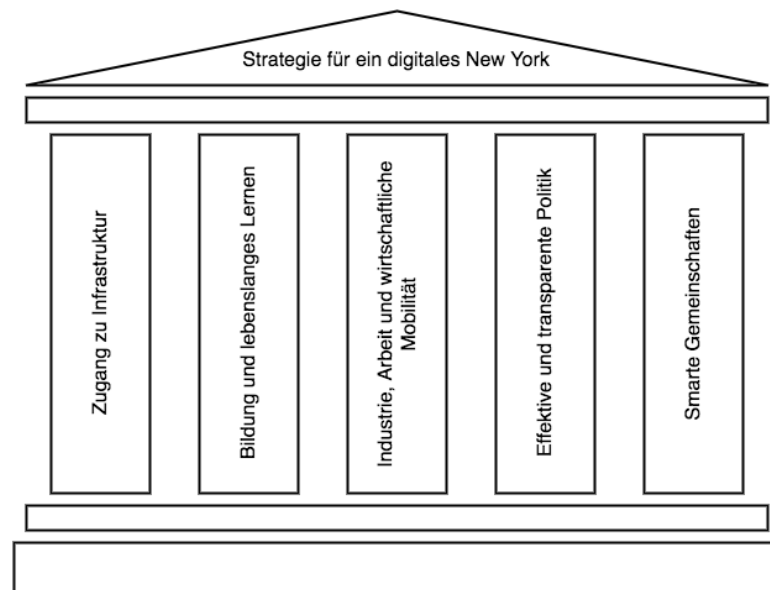 Strategie für ein digitales New York
Zugang zu Infrastruktur
Bildung und lebenslanges Lernen
Industrie, Arbeit und wirtschaftliche
Mobilität
Effektive und transparente Politik
Smarte Gemeinschaften